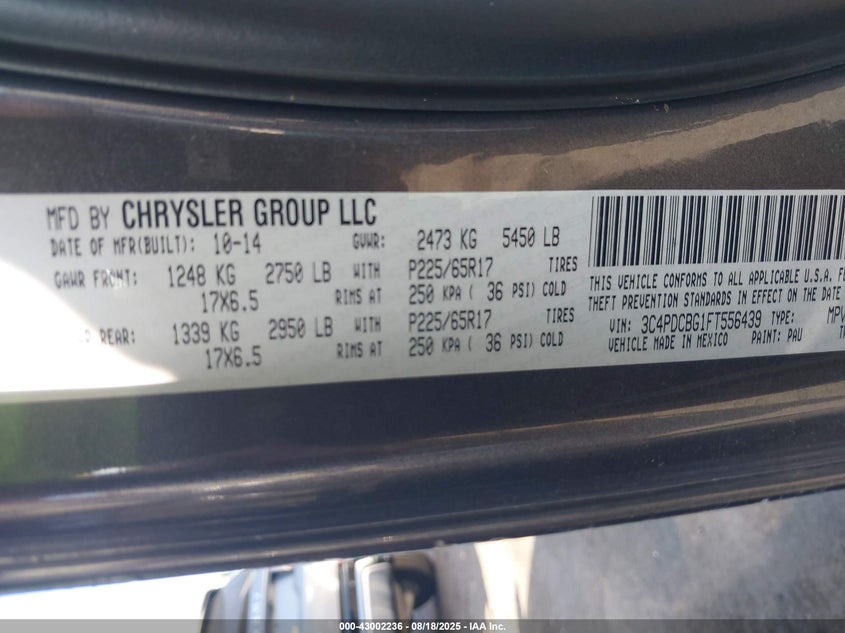 MFD BY CHRYSLER GROUP LLC
DATE OF MFR(BUILT): 10-14 GVWR: 2473 KG 5450 LB
GAWR FRONT: 1248 KG 2750 LB WITH P225/65R17 TIRES
17X6.5 RIMS AT 250 KPA ( 36 PSI) COLD
REAR: 1339 KG 2950 LB WITH P225/65R17 TIRES
17X6.5 RIMS AT 250 KPA ( 36 PSI) COLD
THIS VEHICLE CONFORMS TO ALL APPLICABLE U.S.A.
THEFT PREVENTION STANDARDS IN EFFECT ON THE DATE
VIN: 3C4PDCBG1FT556439 TYPE: MPV
VEHICLE MADE IN MEXICO PAINT: PAU
#00-43002236 - 08/18/2025 - IAA Inc.